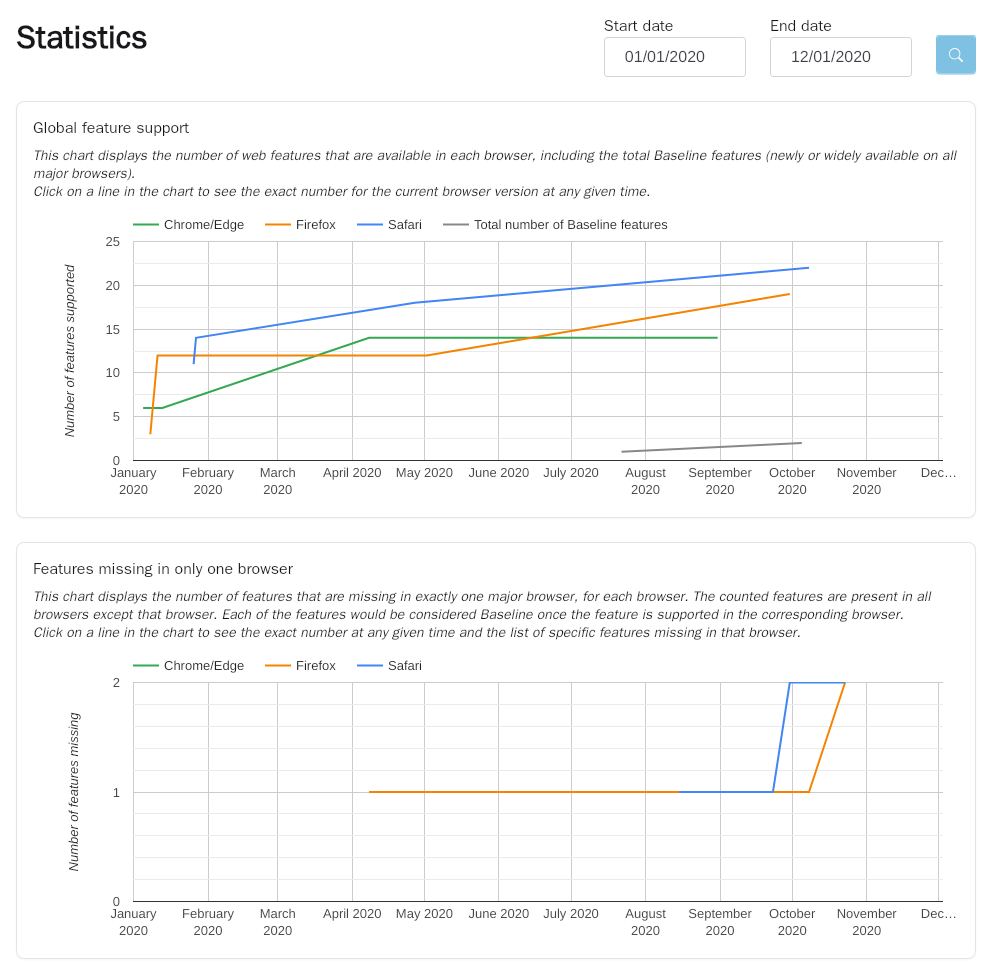 Statistics
Start date
End date
01/01/2020
12/01/2020
Global feature support
This chart displays the number of web features that are available in each browser, including the total Baseline features (newly or widely available on all
major browsers).
Click on a line in the chart to see the exact number for the current browser version at any given time.
Chrome/Edge Firefox Safari Total number of Baseline features
Number of features supported
25
20
15
10
5
0
January February March April 2020 May 2020 June 2020 July 2020 August September October November Dec...
2020 2020 2020 2020 2020 2020 2020
Features missing in only one browser
This chart displays the number of features that are missing in exactly one major browser, for each browser. The counted features are present in all
browsers except that browser. Each of the features would be considered Baseline once the feature is supported in the corresponding browser.
Click on a line in the chart to see the exact number at any given time and the list of specific features missing in that browser.
Chrome/Edge Firefox Safari
Number of features missing
2
1
0
January February March April 2020 May 2020 June 2020 July 2020 August September October November Dec...
2020 2020 2020 2020 2020 2020 2020